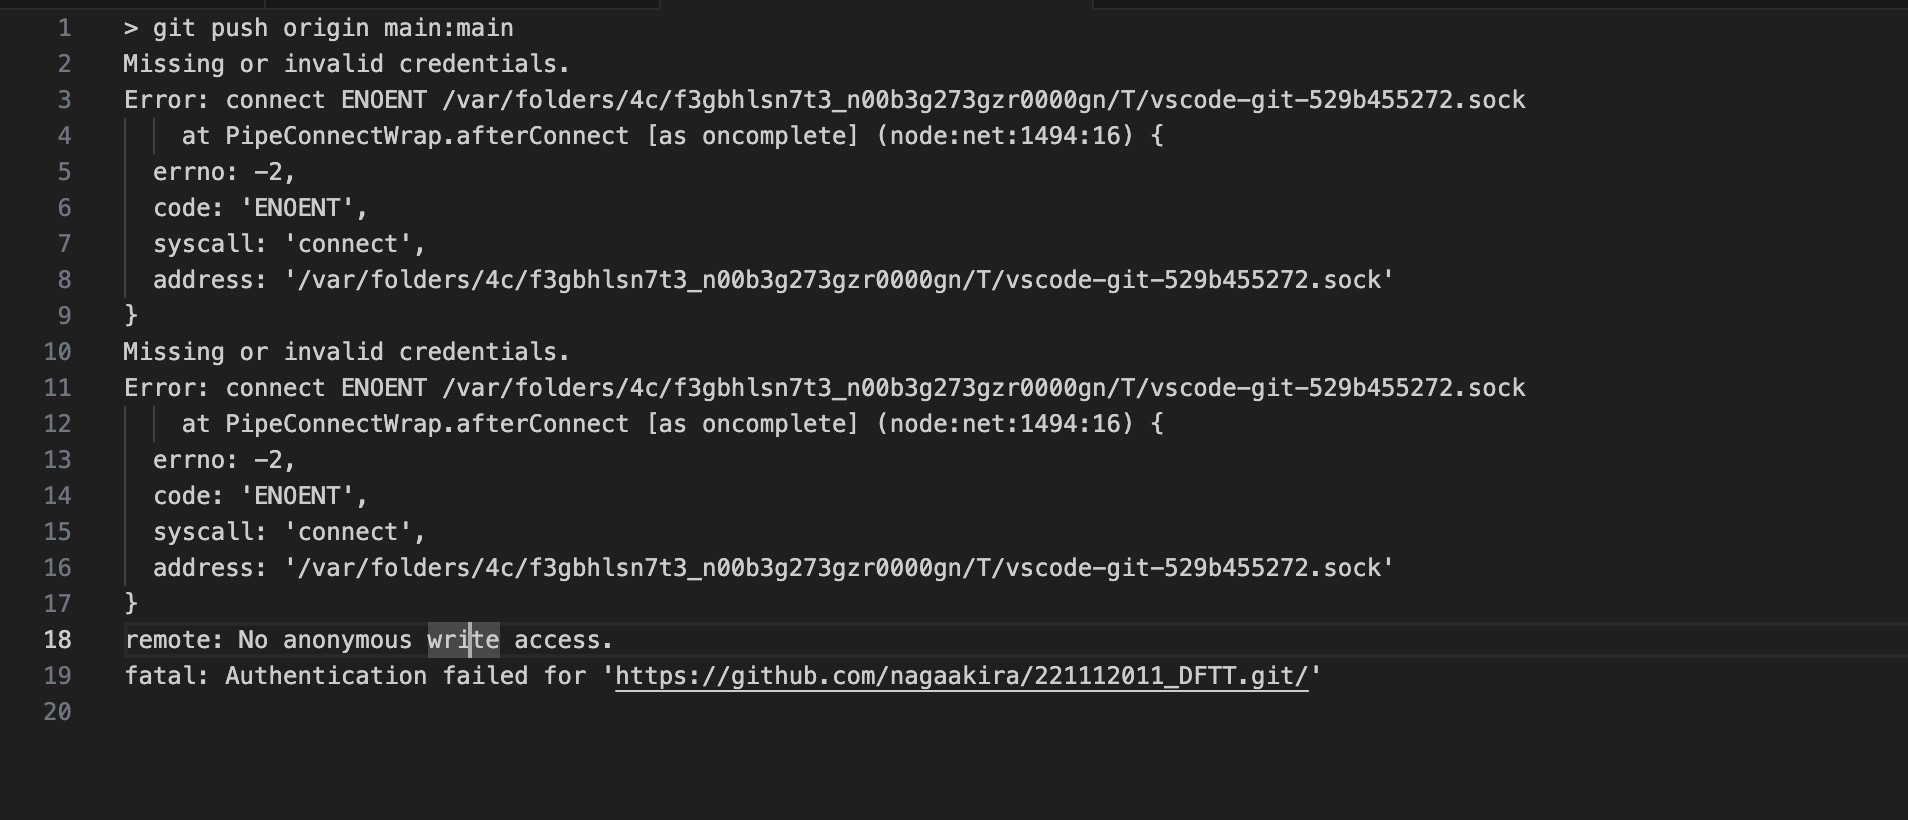 1 > git push origin main:main
2 Missing or invalid credentials.
3 Error: connect ENOENT /var/folders/4c/f3gbhlsn7t3_n00b3g273gzr0000gn/T/vscode-git-529b455272.sock
4 at PipeConnectWrap.afterConnect [as oncomplete] (node:net:1494:16) {
5 errno: -2,
6 code: 'ENOENT',
7 syscall: 'connect',
8 address: '/var/folders/4c/f3gbhlsn7t3_n00b3g273gzr0000gn/T/vscode-git-529b455272.sock'
9 }
10 Missing or invalid credentials.
11 Error: connect ENOENT /var/folders/4c/f3gbhlsn7t3_n00b3g273gzr0000gn/T/vscode-git-529b455272.sock
12 at PipeConnectWrap.afterConnect [as oncomplete] (node:net:1494:16) {
13 errno: -2,
14 code: 'ENOENT',
15 syscall: 'connect',
16 address: '/var/folders/4c/f3gbhlsn7t3_n00b3g273gzr0000gn/T/vscode-git-529b455272.sock'
17 }
18 remote: No anonymous write access.
19 fatal: Authentication failed for 'https://github.com/nagaakira/221112011_DFTT.git/'
20